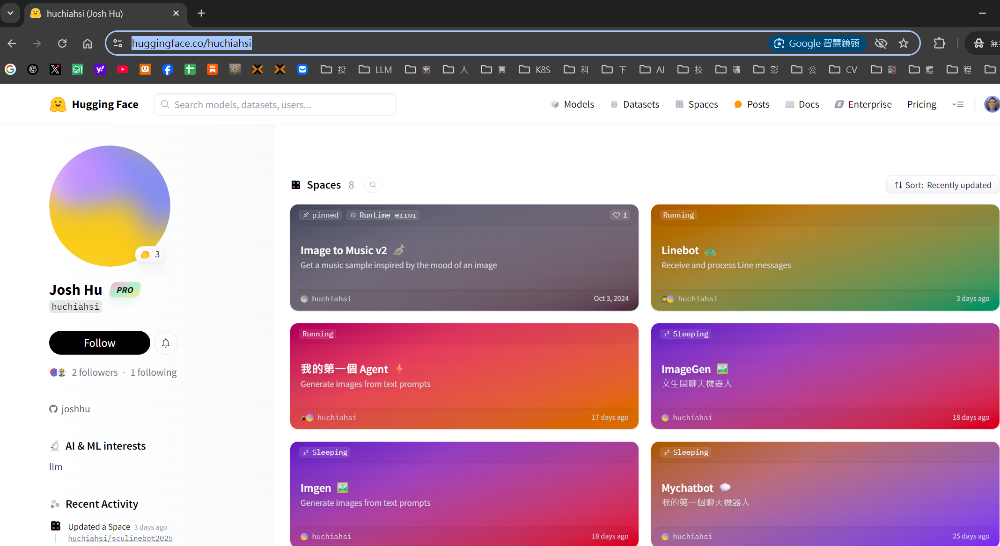 huchiahsi (Josh Hu)
huggingface.co/huchiahsi
Google 智慧鏡頭
投 LLM 開 入 買 K8S 科 下 AI 技 礦 影 公 CV 翻 體 程
Hugging Face
Search models, datasets, users...
Models Datasets Spaces Posts Docs Enterprise Pricing
3
Josh Hu PRO
huchiahsi
Follow
2 followers · 1 following
joshhu
AI & ML interests
llm
Recent Activity
Updated a Space 3 days ago
huchiahsi/sculinebot2025
Spaces 8
Sort: Recently updated
pinned Runtime error 1
Image to Music v2
Get a music sample inspired by the mood of an image
huchiahsi Oct 3, 2024
Running
Linebot
Receive and process Line messages
huchiahsi 3 days ago
Running
我的第一個 Agent
Generate images from text prompts
huchiahsi 17 days ago
Sleeping
ImageGen
文生圖聊天機器人
huchiahsi 18 days ago
Sleeping
Imgen
Generate images from text prompts
huchiahsi 18 days ago
Sleeping
Mychatbot
我的第一個聊天機器人
huchiahsi 25 days ago